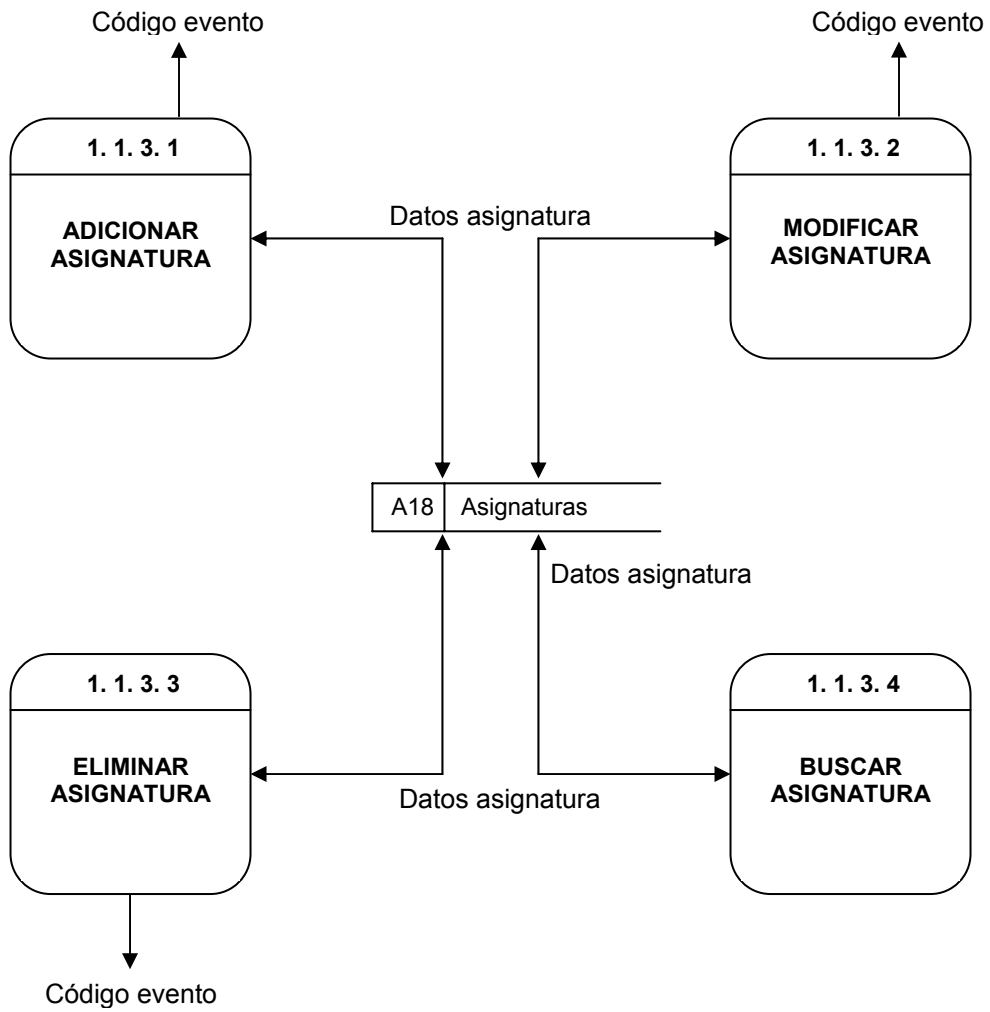 Código evento
Código evento
1. 1. 3. 1
1. 1. 3. 2
ADICIONAR
ASIGNATURA
Datos asignatura
MODIFICAR
ASIGNATURA
A18
Asignaturas
Datos asignatura
1. 1. 3. 3
1. 1. 3. 4
ELIMINAR
ASIGNATURA
Datos asignatura
BUSCAR
ASIGNATURA
Código evento